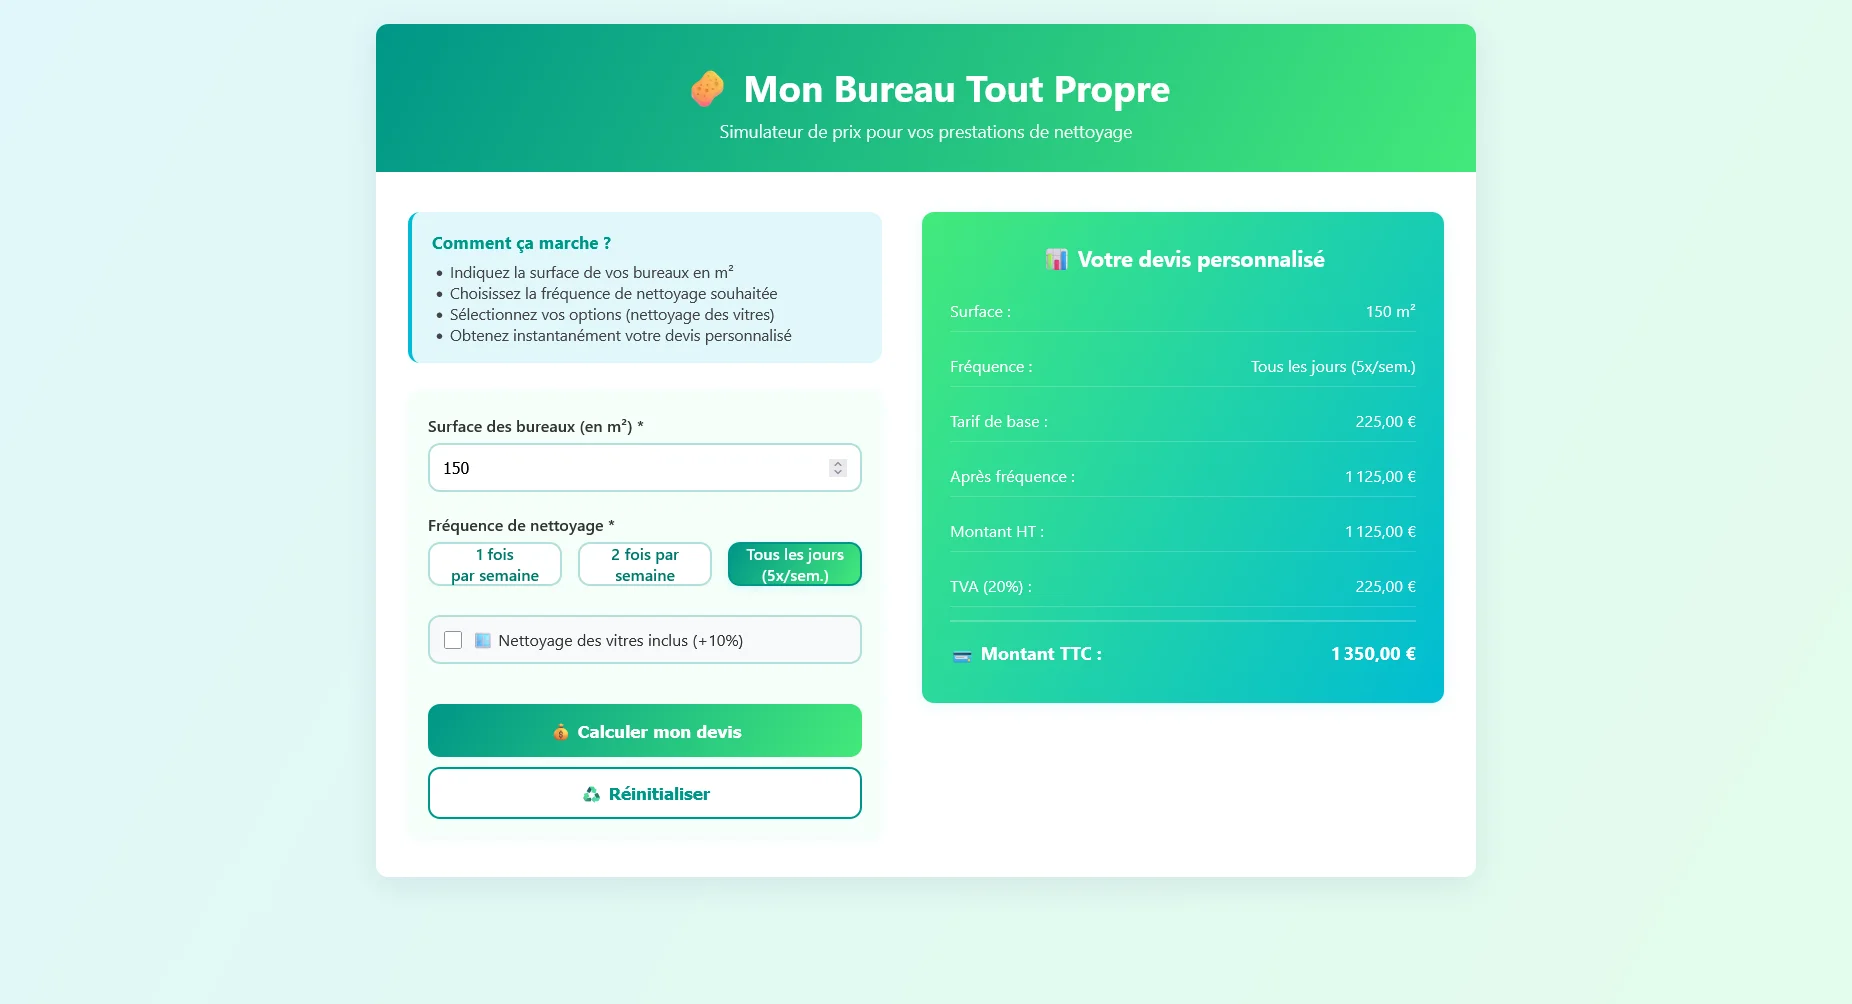 Mon Bureau Tout Propre
Simulateur de prix pour vos prestations de nettoyage
Comment ça marche ?
• Indiquez la surface de vos bureaux en m²
• Choisissez la fréquence de nettoyage souhaitée
• Sélectionnez vos options (nettoyage des vitres)
• Obtenez instantanément votre devis personnalisé
Surface des bureaux (en m²) *
150
Fréquence de nettoyage *
1 fois
par semaine
2 fois par
semaine
Tous les jours
(5x/sem.)
Nettoyage des vitres inclus (+10%)
Calculer mon devis
Réinitialiser
Votre devis personnalisé
Surface : 150 m²
Fréquence : Tous les jours (5x/sem.)
Tarif de base : 225,00 €
Après fréquence : 1 125,00 €
Montant HT : 1 125,00 €
TVA (20%) : 225,00 €
Montant TTC : 1 350,00 €